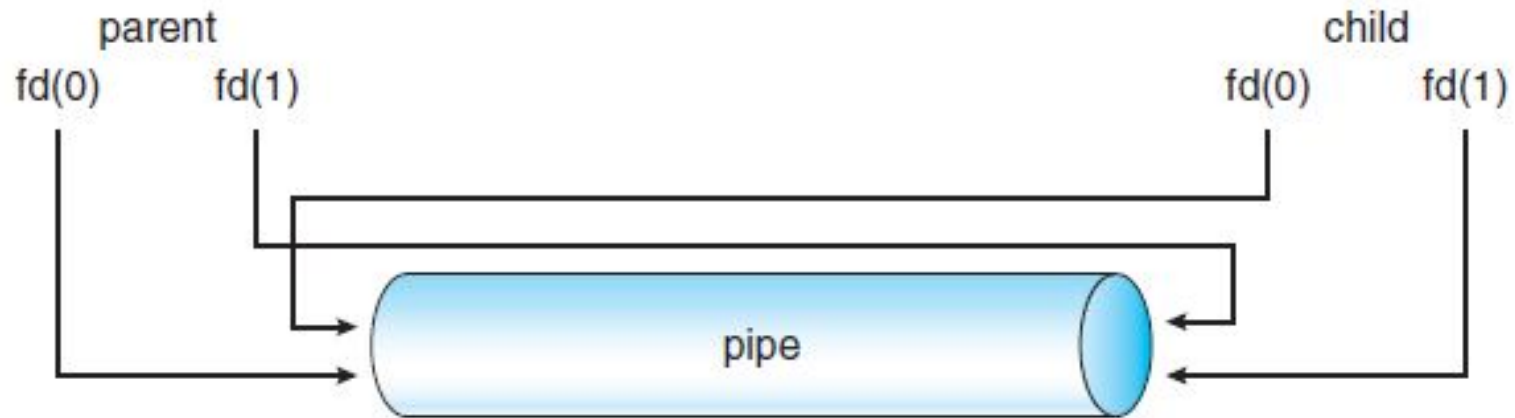 parent child
fd(0) fd(1) fd(0) fd(1)
pipe